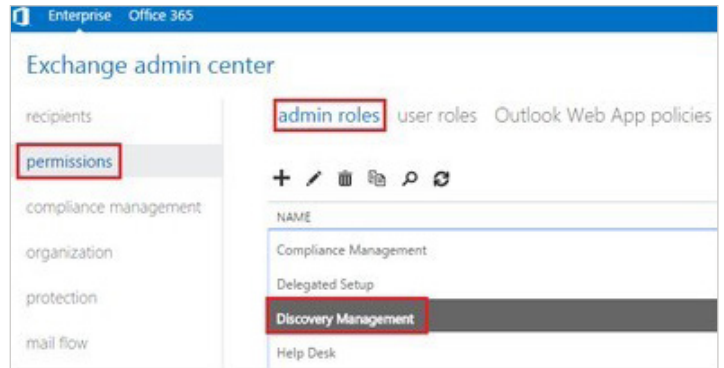 Enterprise Office 365
Exchange admin center
recipients
permissions
compliance management
organization
protection
mail flow
admin roles user roles Outlook Web App policies
NAME
Compliance Management
Delegated Setup
Discovery Management
Help Desk